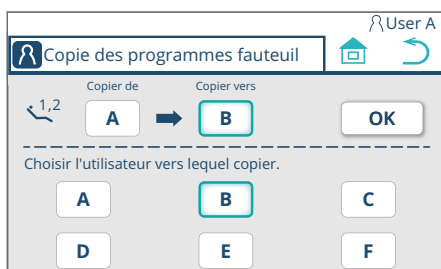 User A
Copie des programmes fauteuil
Copier de Copier vers
1,2 A B OK
Choisir l'utilisateur vers lequel copier.
A B C
D E F